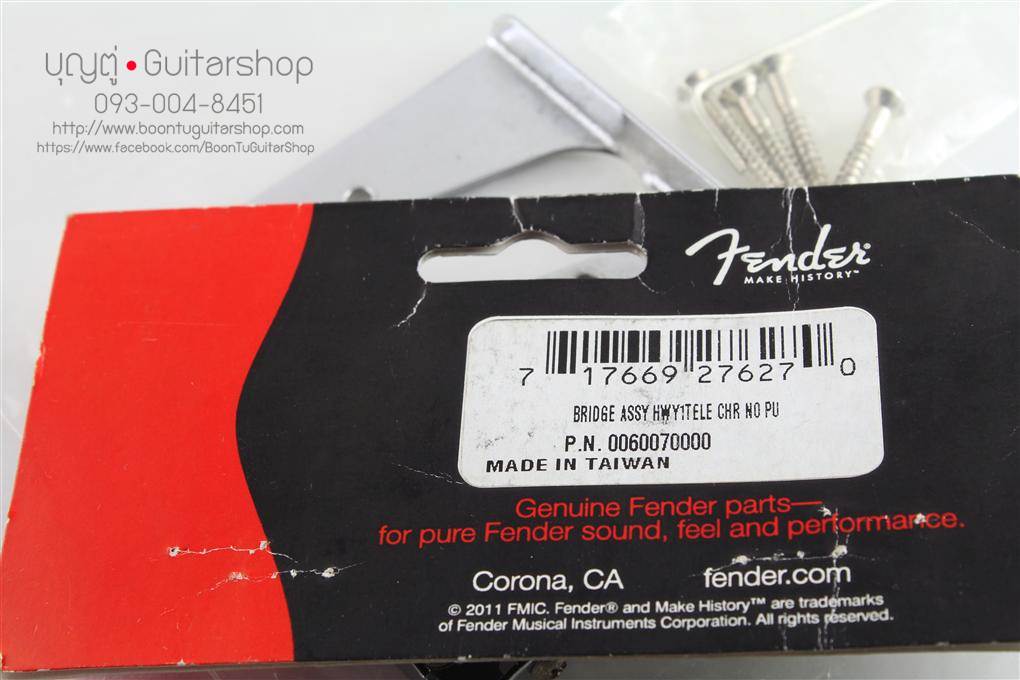 บุญตู่•Guitarshop
093-004-8451
http://www.boontuguitarshop.com
https://www.facebook.com/BoonTuGuitarShop
Fender®
MAKE HISTORY™
7 17669 27627 0
BRIDGE ASSY HWY1TELE CHR NO PU
P.N. 0060070000
MADE IN TAIWAN
Genuine Fender parts—
for pure Fender sound, feel and performance.
Corona, CA fender.com
© 2011 FMIC. Fender® and Make History™ are trademarks
of Fender Musical Instruments Corporation. All rights reserved.